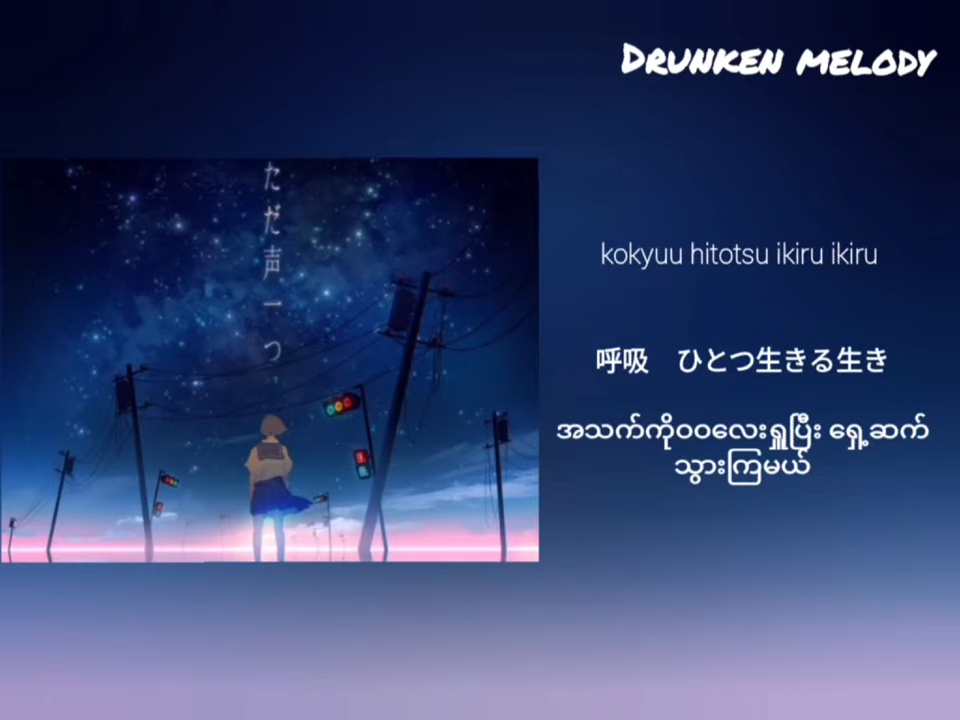 DRUNKEN MELODY
ただ声一つ
kokyuu hitotsu ikiru ikiru
呼吸　ひとつ生きる生き
အသက်ကိုဝဝလေးရှူပြီး ရှေ့ဆက်
သွားကြမယ်